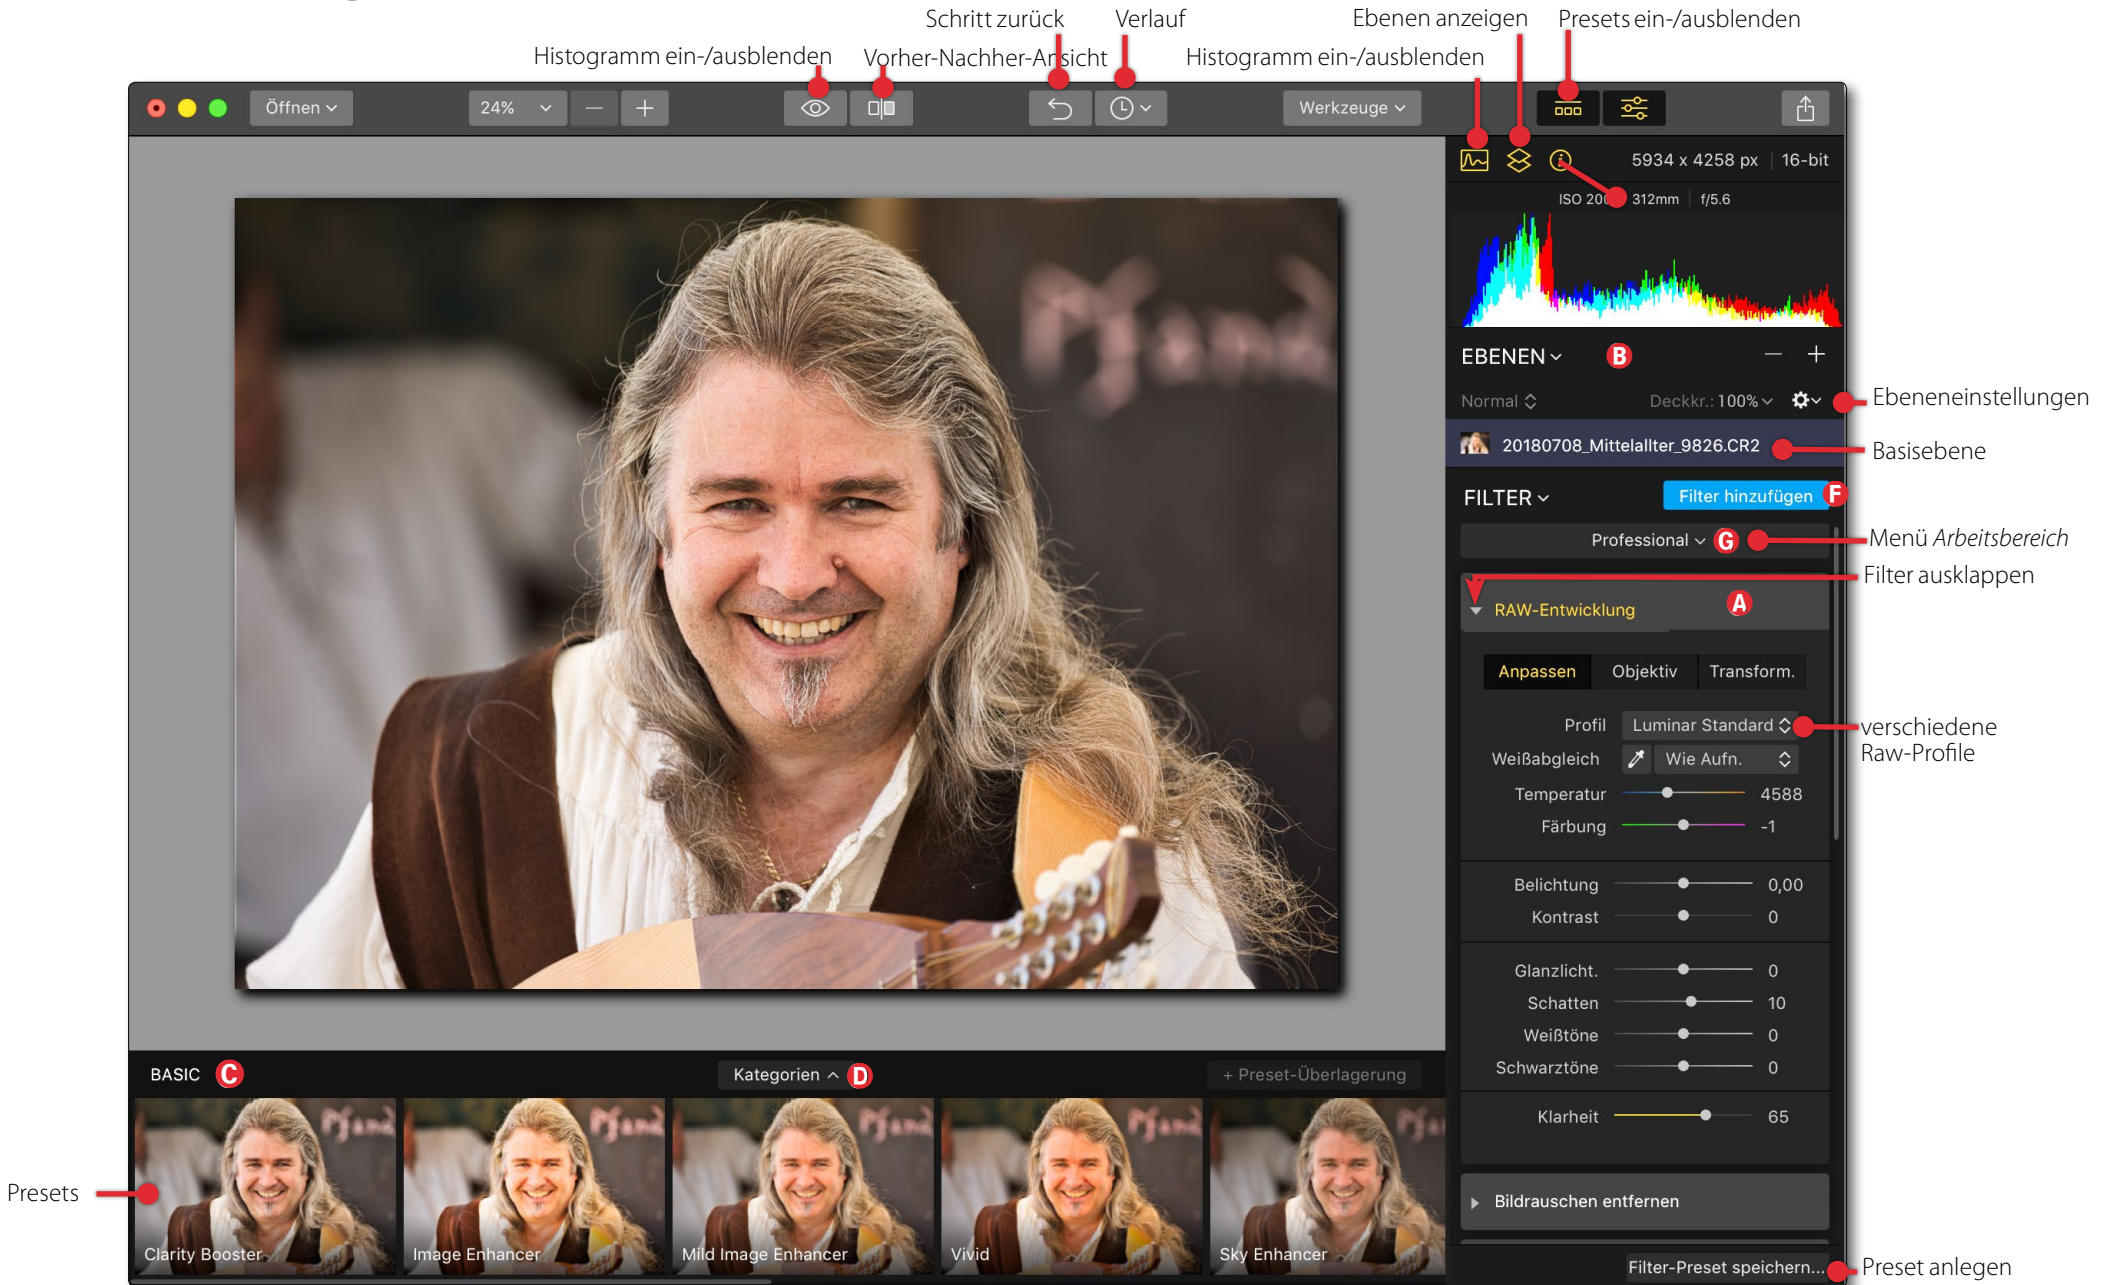 Schritt zurück
Verlauf
Ebenen anzeigen
Presets ein-/ausblenden
Histogramm ein-/ausblenden
Vorher-Nachher-Ansicht
Histogramm ein-/ausblenden
Öffnen
24%
Werkzeuge
5934 x 4258 px
16-bit
312mm
f/5.6
Pfand
EBENEN
B
Normal
Deckkr.: 100%
Ebeneneinstellungen
20180708_Mittelallter_9826.CR2
Basisebene
FILTER
Filter hinzufügen
F
Professional
G
Menü Arbeitsbereich
Filter ausklappen
RAW-Entwicklung
A
Anpassen
Objektiv
Transform.
Profil
Luminar Standard
verschiedene
Raw-Profile
Weißabgleich
Wie Aufn.
Temperatur
4588
Färbung
-1
Belichtung
0,00
Kontrast
0
Glanzlicht.
0
Schatten
10
Weißtöne
0
Schwarztöne
0
Klarheit
65
Bildrauschen entfernen
Filter-Preset speichern...
Preset anlegen
BASIC
C
Kategorien
D
+ Preset-Überlagerung
Presets
Clarity Booster
Image Enhancer
Mild Image Enhancer
Vivid
Sky Enhancer